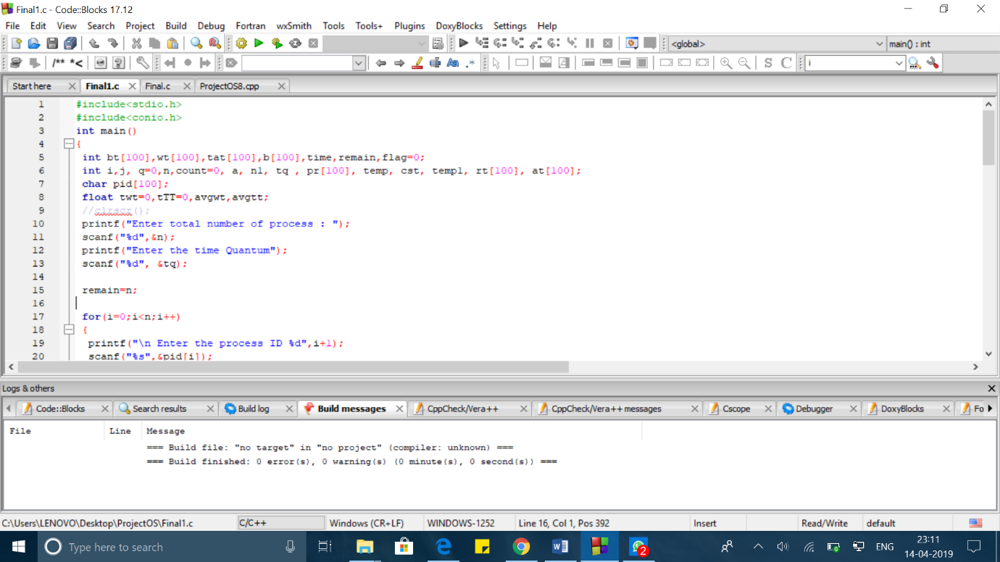 Final1.c - Code::Blocks 17.12
File Edit View Search Project Build Debug Fortran wxSmith Tools Tools+ Plugins DoxyBlocks Settings Help
<global> main() : int
/** *< i
S C
Start here Final1.c Final.c ProjectOS8.cpp
1 #include<stdio.h>
2 #include<conio.h>
3 int main()
4 {
5 int bt[100],wt[100],tat[100],b[100],time,remain,flag=0;
6 int i,j, q=0,n,count=0, a, nl, tq , pr[100], temp, cst, templ, rt[100], at[100];
7 char pid[100];
8 float twt=0,tTT=0,avgwt,avgtt;
9 //clrscr();
10 printf("Enter total number of process : ");
11 scanf("%d",&n);
12 printf("Enter the time Quantum");
13 scanf("%d", &tq);
14
15 remain=n;
16
17 for(i=0;i<n;i++)
18 {
19 printf("\n Enter the process ID %d",i+1);
20 scanf("%s",&pid[i]);
Logs & others
Code::Blocks Search results Build log Build messages CppCheck/Vera++ CppCheck/Vera++ messages Cscope Debugger DoxyBlocks Fo
File Line Message
=== Build file: "no target" in "no project" (compiler: unknown) ===
=== Build finished: 0 error(s), 0 warning(s) (0 minute(s), 0 second(s)) ===
C:\Users\LENOVO\Desktop\ProjectOS\Final1.c C/C++ Windows (CR+LF) WINDOWS-1252 Line 16, Col 1, Pos 392 Insert Read/Write default
Type here to search 2 ENG 23:11
14-04-2019